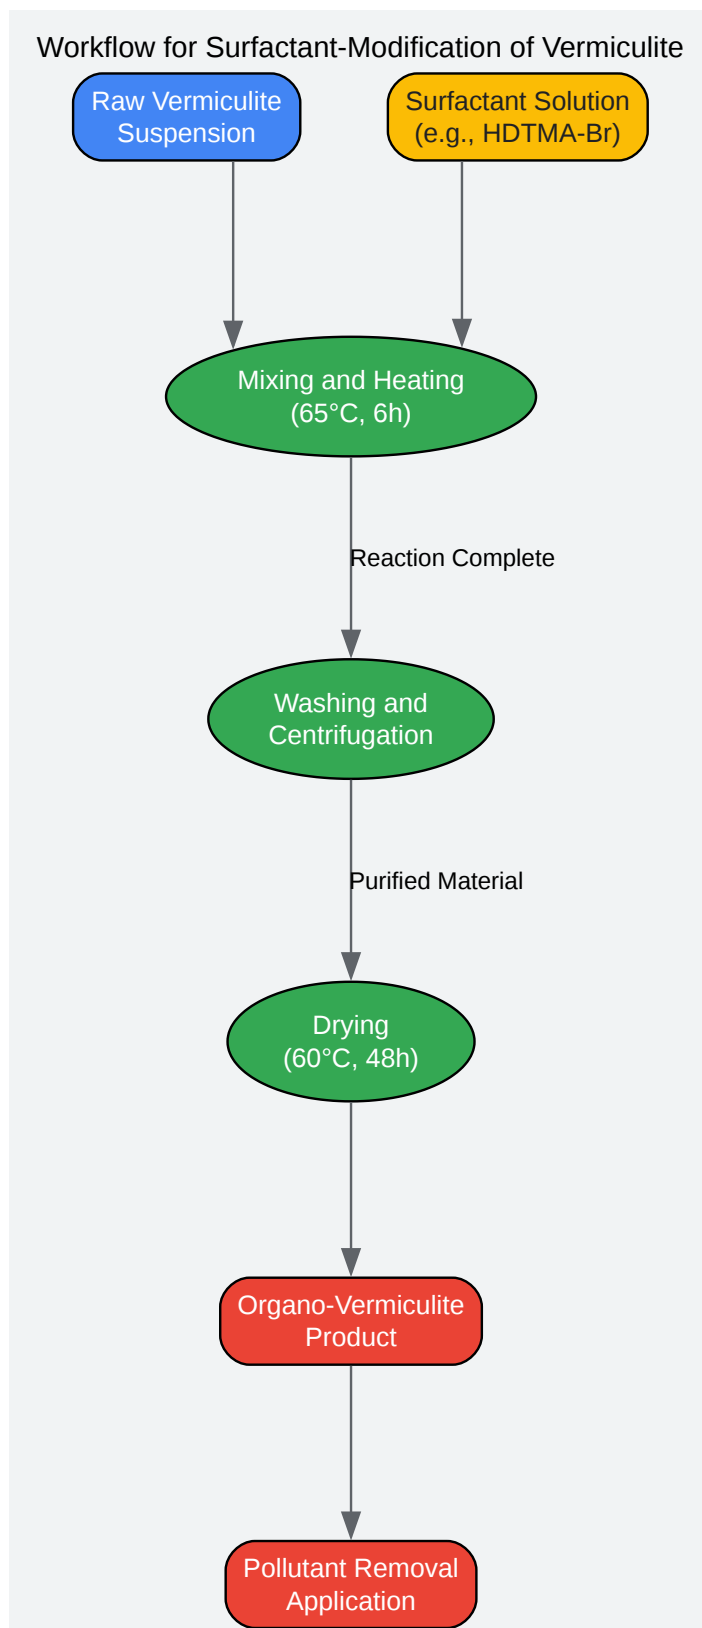 Workflow for Surfactant-Modification of Vermiculite
Raw Vermiculite
Suspension
Surfactant Solution
(e.g., HDTMA-Br)
Mixing and Heating
(65°C, 6h)
Reaction Complete
Washing and
Centrifugation
Purified Material
Drying
(60°C, 48h)
Organo-Vermiculite
Product
Pollutant Removal
Application